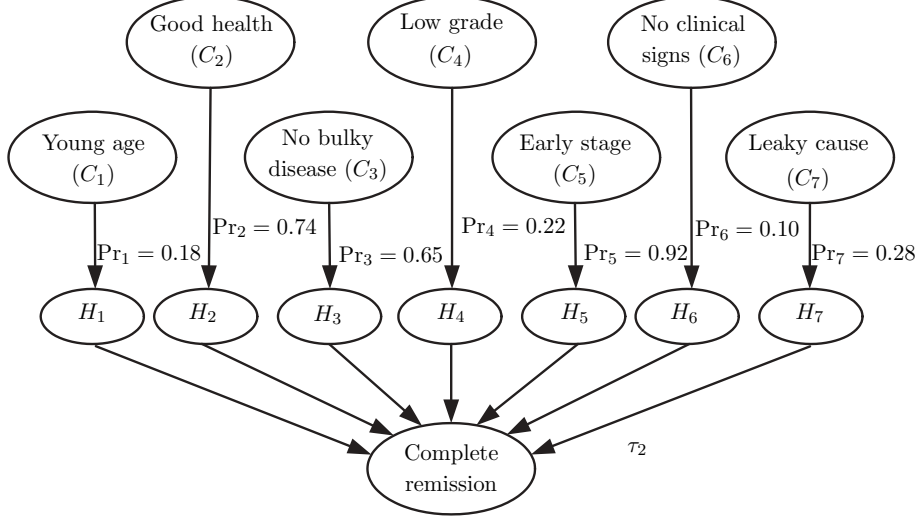 Good health
(C₂)
Low grade
(C₄)
No clinical
signs (C₆)
Young age
(C₁)
No bulky
disease (C₃)
Early stage
(C₅)
Leaky cause
(C₇)
Pr₁ = 0.18
Pr₂ = 0.74
Pr₃ = 0.65
Pr₄ = 0.22
Pr₅ = 0.92
Pr₆ = 0.10
Pr₇ = 0.28
H₁
H₂
H₃
H₄
H₅
H₆
H₇
Complete
remission
τ₂